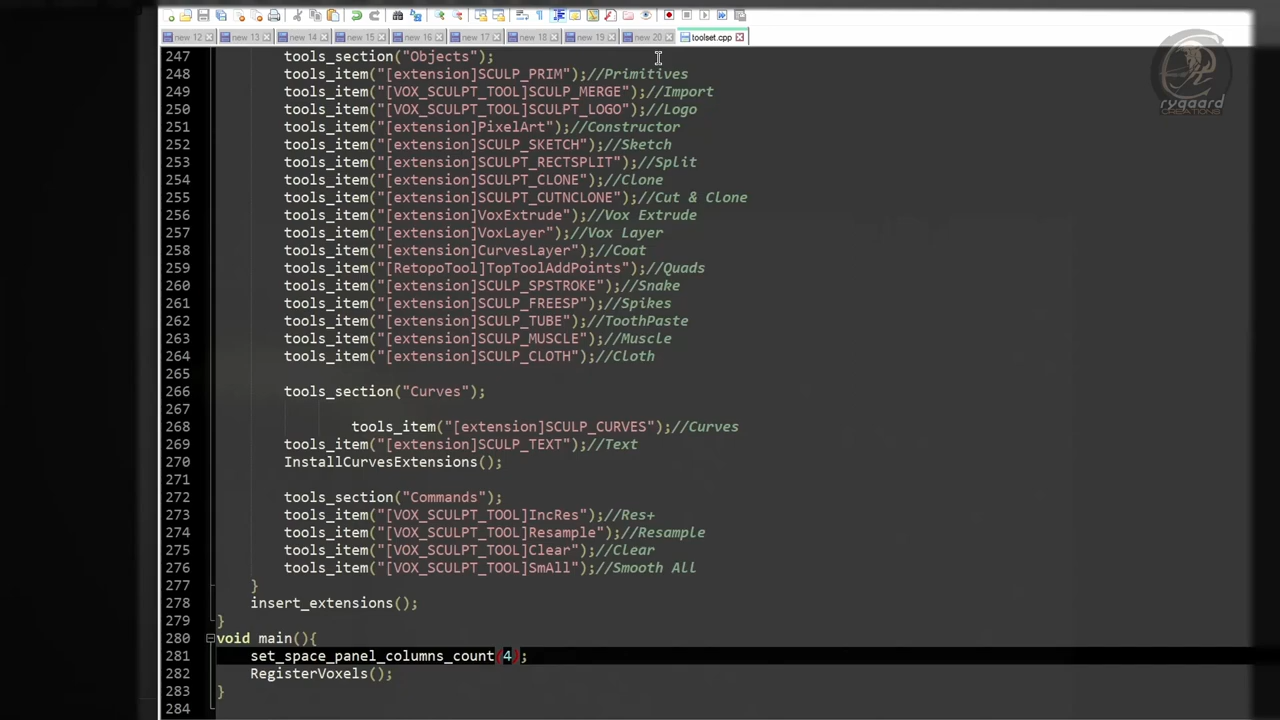 new 12 new 13 new 14 new 15 new 16 new 17 new 18 new 19 new 20 toolset.cpp
rygaard
CREATIONS
247 tools_section("Objects");
248 tools_item("[extension]SCULP_PRIM");//Primitives
249 tools_item("[VOX_SCULPT_TOOL]SCULP_MERGE");//Import
250 tools_item("[VOX_SCULPT_TOOL]SCULPT_LOGO");//Logo
251 tools_item("[extension]PixelArt");//Constructor
252 tools_item("[extension]SCULP_SKETCH");//Sketch
253 tools_item("[extension]SCULPT_RECTSPLIT");//Split
254 tools_item("[extension]SCULPT_CLONE");//Clone
255 tools_item("[extension]SCULPT_CUTNCLONE");//Cut & Clone
256 tools_item("[extension]VoxExtrude");//Vox Extrude
257 tools_item("[extension]VoxLayer");//Vox Layer
258 tools_item("[extension]CurvesLayer");//Coat
259 tools_item("[RetopoTool]TopToolAddPoints");//Quads
260 tools_item("[extension]SCULP_SPSTROKE");//Snake
261 tools_item("[extension]SCULP_FREESP");//Spikes
262 tools_item("[extension]SCULP_TUBE");//ToothPaste
263 tools_item("[extension]SCULP_MUSCLE");//Muscle
264 tools_item("[extension]SCULP_CLOTH");//Cloth
265
266 tools_section("Curves");
267
268 tools_item("[extension]SCULP_CURVES");//Curves
269 tools_item("[extension]SCULP_TEXT");//Text
270 InstallCurvesExtensions();
271
272 tools_section("Commands");
273 tools_item("[VOX_SCULPT_TOOL]IncRes");//Res+
274 tools_item("[VOX_SCULPT_TOOL]Resample");//Resample
275 tools_item("[VOX_SCULPT_TOOL]Clear");//Clear
276 tools_item("[VOX_SCULPT_TOOL]SmAll");//Smooth All
277 }
278 insert_extensions();
279 }
280 void main(){
281 set_space_panel_columns_count(4);
282 RegisterVoxels();
283 }
284